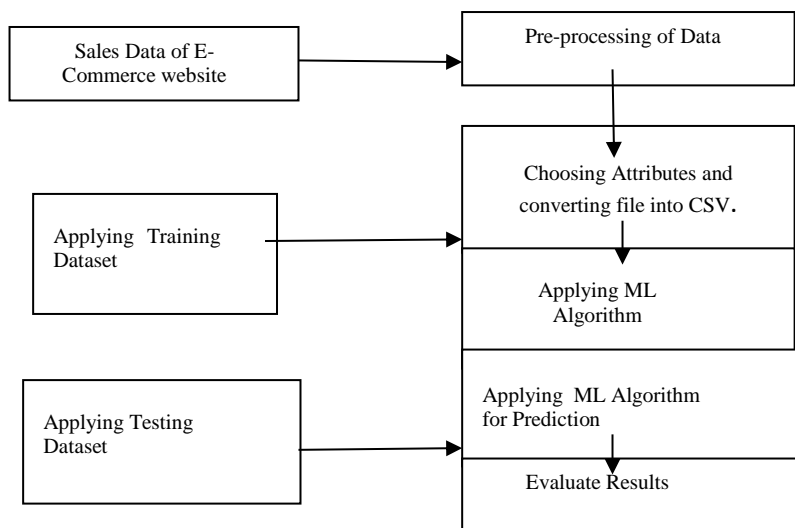 Sales Data of E-
Commerce website
Pre-processing of Data
Choosing Attributes and
converting file into CSV.
Applying Training
Dataset
Applying ML
Algorithm
Applying ML Algorithm
for Prediction
Applying Testing
Dataset
Evaluate Results